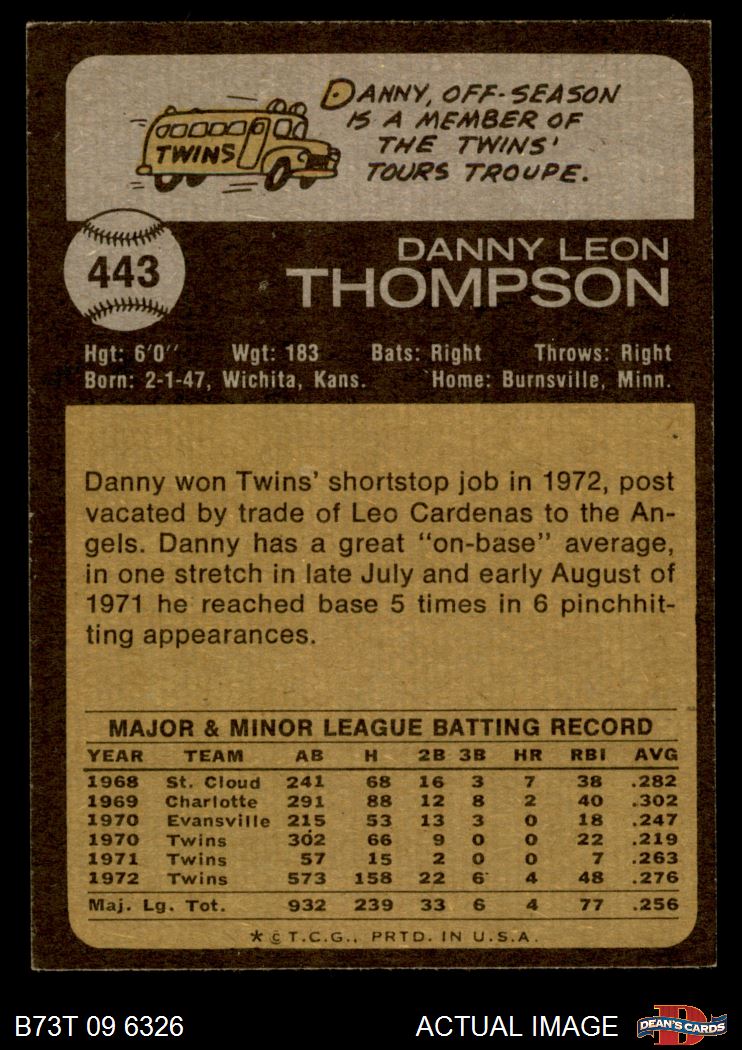 DANNY, OFF-SEASON
IS A MEMBER OF
THE TWINS'
TOURS TROUPE.
TWINS
443
DANNY LEON
THOMPSON
Hgt: 6'0'' Wgt: 183 Bats: Right Throws: Right
Born: 2-1-47, Wichita, Kans. Home: Burnsville, Minn.
Danny won Twins' shortstop job in 1972, post
vacated by trade of Leo Cardenas to the An-
gels. Danny has a great "on-base" average,
in one stretch in late July and early August of
1971 he reached base 5 times in 6 pinchhit-
ting appearances.
MAJOR & MINOR LEAGUE BATTING RECORD
YEAR TEAM AB H 2B 3B HR RBI AVG
1968 St. Cloud 241 68 16 3 7 38 .282
1969 Charlotte 291 88 12 8 2 40 .302
1970 Evansville 215 53 13 3 0 18 .247
1970 Twins 302 66 9 0 0 22 .219
1971 Twins 57 15 2 0 0 7 .263
1972 Twins 573 158 22 6 4 48 .276
Maj. Lg. Tot. 932 239 33 6 4 77 .256
* © T.C.G., PRTD. IN U.S.A.
B73T 09 6326 ACTUAL IMAGE
DEAN'S CARDS